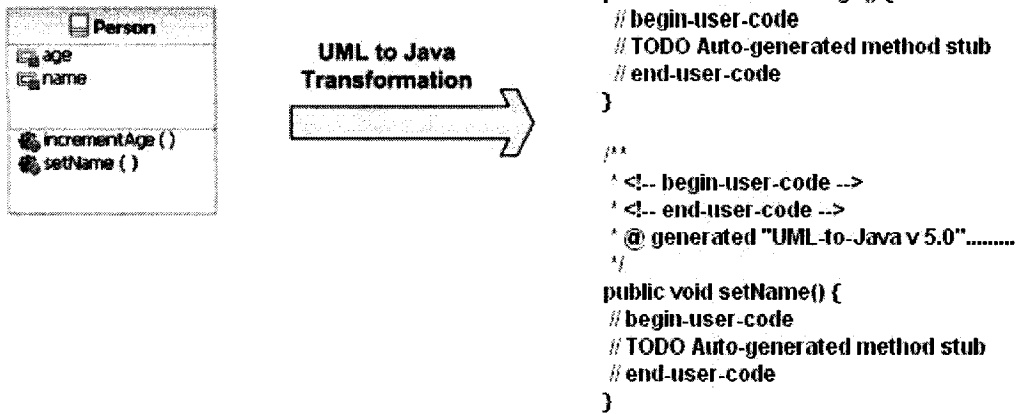 Person
age
name
incrementAge ( )
setName ( )
UML to Java
Transformation
// begin-user-code
// TODO Auto-generated method stub
// end-user-code
}
/**
* <!-- begin-user-code -->
* <!-- end-user-code -->
* @ generated "UML-to-Java v 5.0".........
*/
public void setName() {
// begin-user-code
// TODO Auto-generated method stub
// end-user-code
}